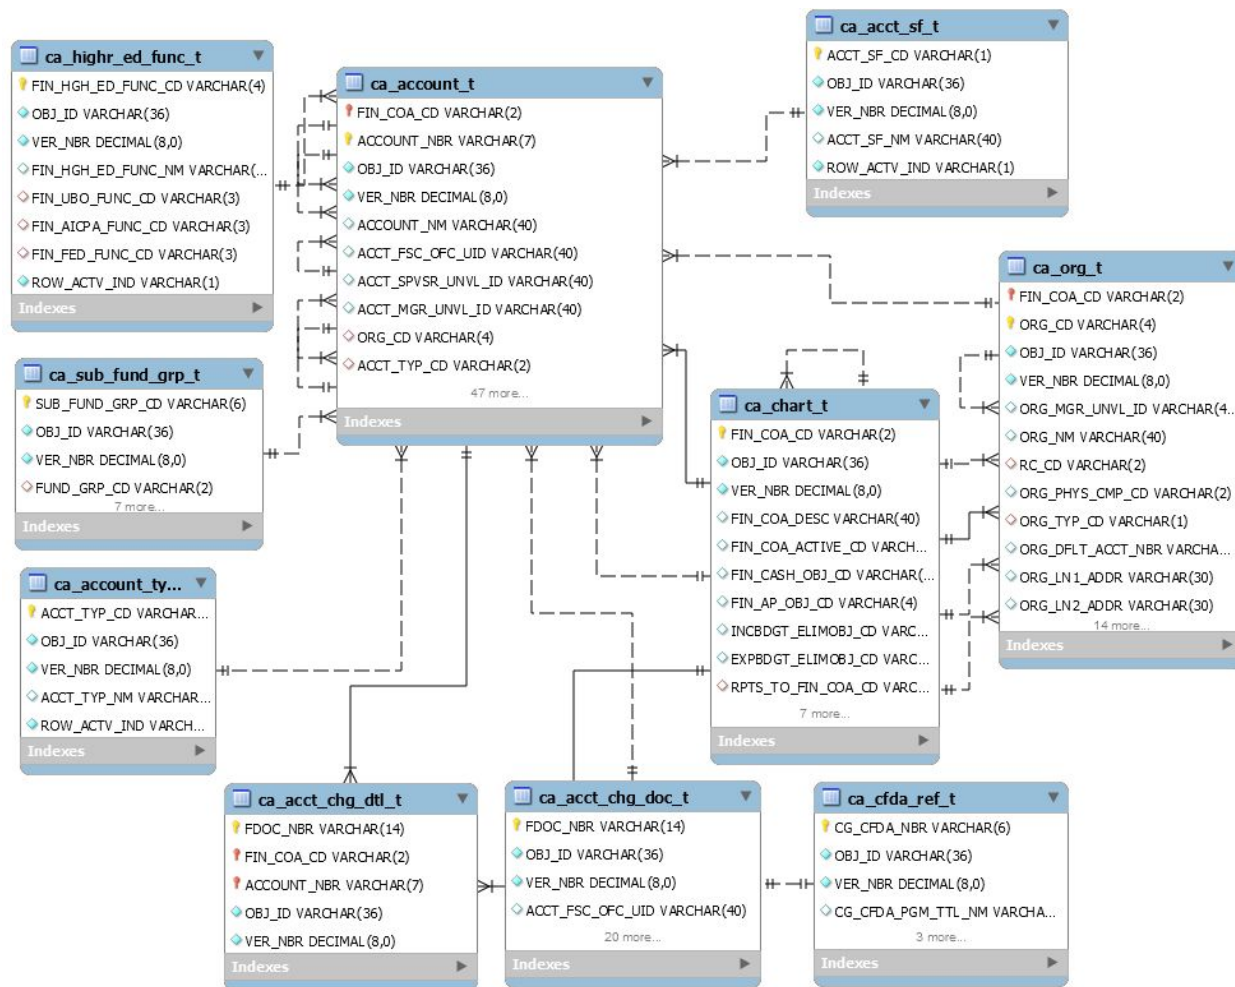 ca_highr_ed_func_t
FIN_HGH_ED_FUNC_CD VARCHAR(4)
OBJ_ID VARCHAR(36)
VER_NBR DECIMAL(8,0)
FIN_HGH_ED_FUNC_NM VARCHAR(...
FIN_UBO_FUNC_CD VARCHAR(3)
FIN_AICPA_FUNC_CD VARCHAR(3)
FIN_FED_FUNC_CD VARCHAR(3)
ROW_ACTV_IND VARCHAR(1)
Indexes
ca_account_t
FIN_COA_CD VARCHAR(2)
ACCOUNT_NBR VARCHAR(7)
OBJ_ID VARCHAR(36)
VER_NBR DECIMAL(8,0)
ACCOUNT_NM VARCHAR(40)
ACCT_FSC_OFC_UID VARCHAR(40)
ACCT_SPVSR_UNVL_ID VARCHAR(40)
ACCT_MGR_UNVL_ID VARCHAR(40)
ORG_CD VARCHAR(4)
ACCT_TYP_CD VARCHAR(2)
47 more...
Indexes
ca_acct_sf_t
ACCT_SF_CD VARCHAR(1)
OBJ_ID VARCHAR(36)
VER_NBR DECIMAL(8,0)
ACCT_SF_NM VARCHAR(40)
ROW_ACTV_IND VARCHAR(1)
Indexes
ca_org_t
FIN_COA_CD VARCHAR(2)
ORG_CD VARCHAR(4)
OBJ_ID VARCHAR(36)
VER_NBR DECIMAL(8,0)
ORG_MGR_UNVL_ID VARCHAR(4...
ORG_NM VARCHAR(40)
RC_CD VARCHAR(2)
ORG_PHYS_CMP_CD VARCHAR(2)
ORG_TYP_CD VARCHAR(1)
ORG_DFLT_ACCT_NBR VARCHA...
ORG_LN1_ADDR VARCHAR(30)
ORG_LN2_ADDR VARCHAR(30)
14 more...
Indexes
ca_sub_fund_grp_t
SUB_FUND_GRP_CD VARCHAR(6)
OBJ_ID VARCHAR(36)
VER_NBR DECIMAL(8,0)
FUND_GRP_CD VARCHAR(2)
7 more...
Indexes
ca_chart_t
FIN_COA_CD VARCHAR(2)
OBJ_ID VARCHAR(36)
VER_NBR DECIMAL(8,0)
FIN_COA_DESC VARCHAR(40)
FIN_COA_ACTIVE_CD VARCH...
FIN_CASH_OBJ_CD VARCHAR(...
FIN_AP_OBJ_CD VARCHAR(4)
INCBDGT_ELIMOBJ_CD VARC...
EXPBDGT_ELIMOBJ_CD VARC...
RPTS_TO_FIN_COA_CD VARC...
7 more...
Indexes
ca_account_ty...
ACCT_TYP_CD VARCHAR...
OBJ_ID VARCHAR(36)
VER_NBR DECIMAL(8,0)
ACCT_TYP_NM VARCHAR...
ROW_ACTV_IND VARCH...
Indexes
ca_acct_chg_dtl_t
FDOC_NBR VARCHAR(14)
FIN_COA_CD VARCHAR(2)
ACCOUNT_NBR VARCHAR(7)
OBJ_ID VARCHAR(36)
VER_NBR DECIMAL(8,0)
Indexes
ca_acct_chg_doc_t
FDOC_NBR VARCHAR(14)
OBJ_ID VARCHAR(36)
VER_NBR DECIMAL(8,0)
ACCT_FSC_OFC_UID VARCHAR(40)
20 more...
Indexes
ca_cfda_ref_t
CG_CFDA_NBR VARCHAR(6)
OBJ_ID VARCHAR(36)
VER_NBR DECIMAL(8,0)
CG_CFDA_PGM_TTL_NM VARCHA...
3 more...
Indexes